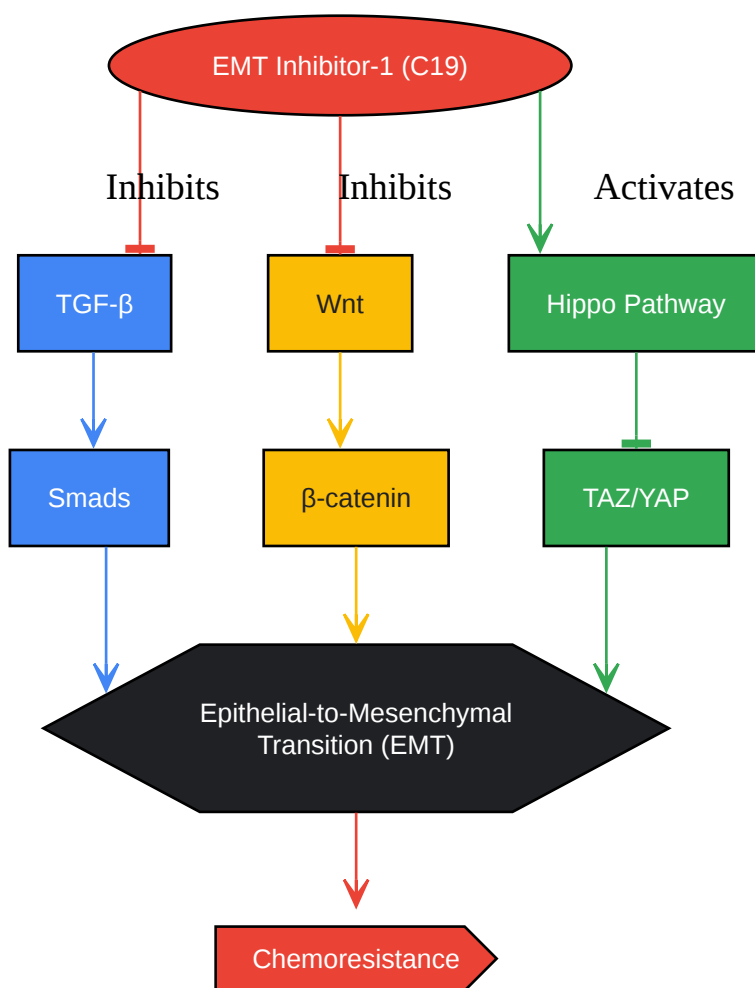 EMT Inhibitor-1 (C19)
Inhibits
Inhibits
Activates
TGF-β
Wnt
Hippo Pathway
Smads
β-catenin
TAZ/YAP
Epithelial-to-Mesenchymal
Transition (EMT)
Chemoresistance